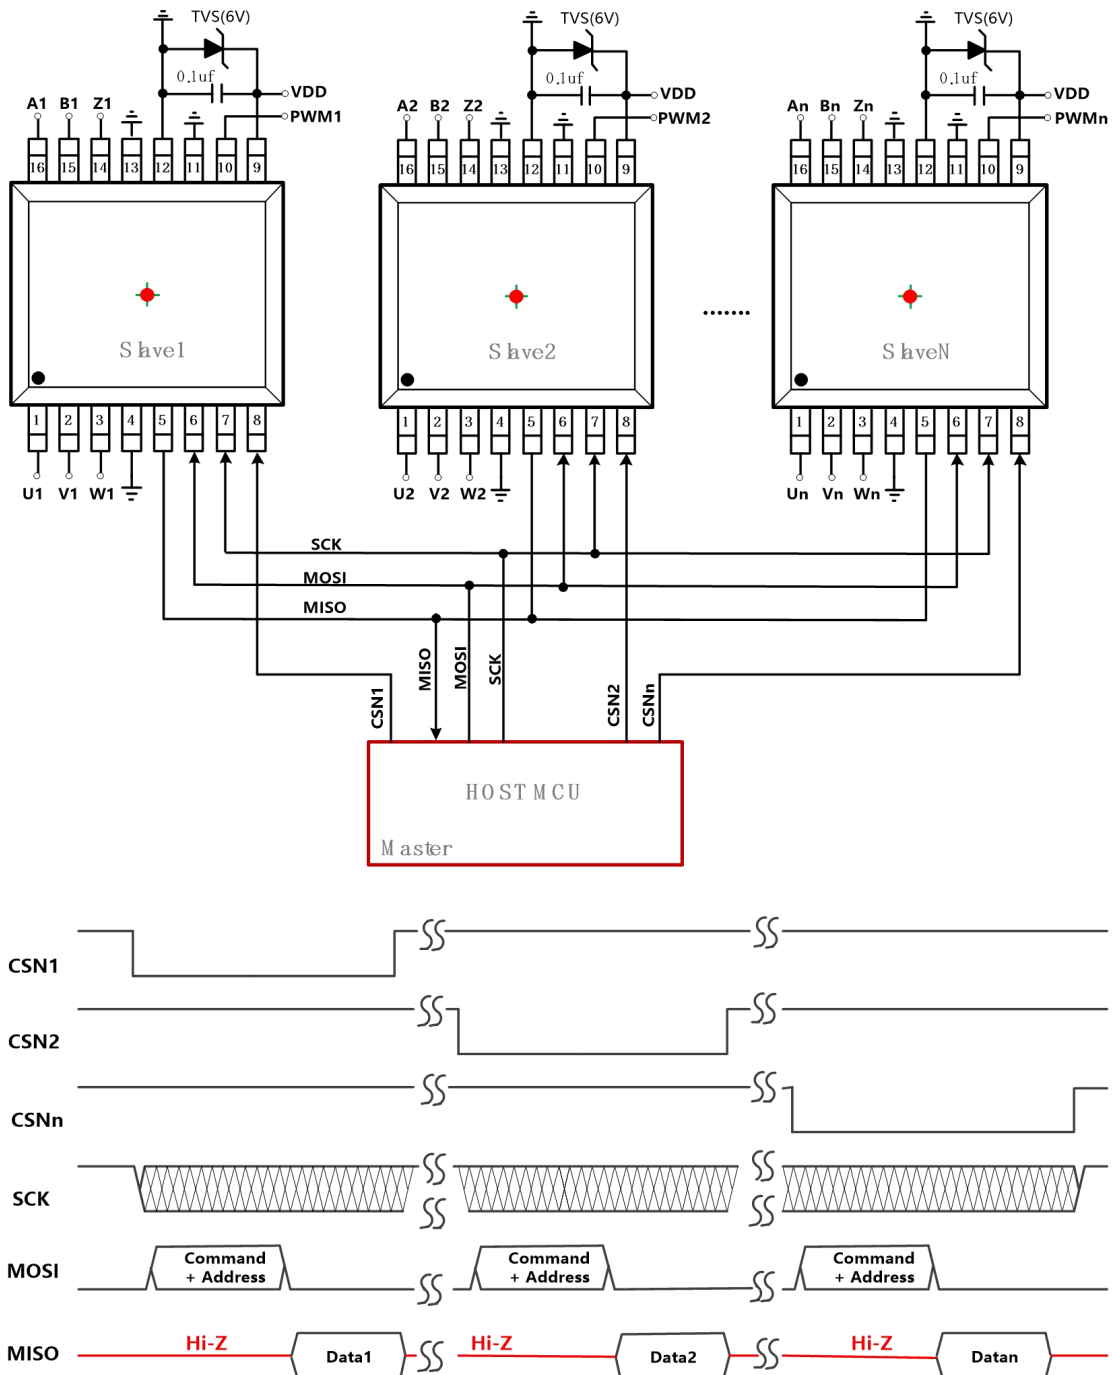 TVS(6V) TVS(6V) TVS(6V)
0.1uf 0.1uf 0.1uf
VDD VDD VDD
A1 B1 Z1 PWM1 A2 B2 Z2 PWM2 An Bn Zn PWMn
16 15 14 13 12 11 10 9 16 15 14 13 12 11 10 9 16 15 14 13 12 11 10 9
Slave1 Slave2 ....... SlaveN
1 2 3 4 5 6 7 8 1 2 3 4 5 6 7 8 1 2 3 4 5 6 7 8
U1 V1 W1 U2 V2 W2 Un Vn Wn
SCK
MOSI
MISO
CSN1 MISO MOSI SCK CSN2 CSNn
HOST MCU
Master
CSN1
CSN2
CSNn
SCK
MOSI
Command Command Command
+ Address + Address + Address
MISO
Hi-Z Data1 Hi-Z Data2 Hi-Z Datan